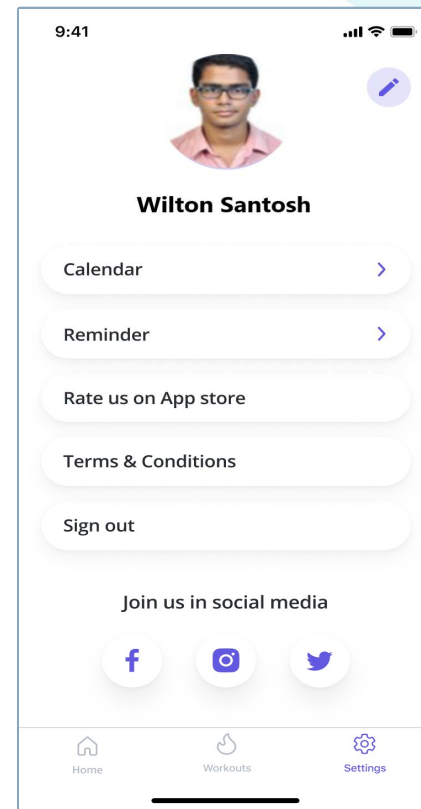 9:41
Wilton Santosh
Calendar
Reminder
Rate us on App store
Terms & Conditions
Sign out
Join us in social media
Home Workouts Settings